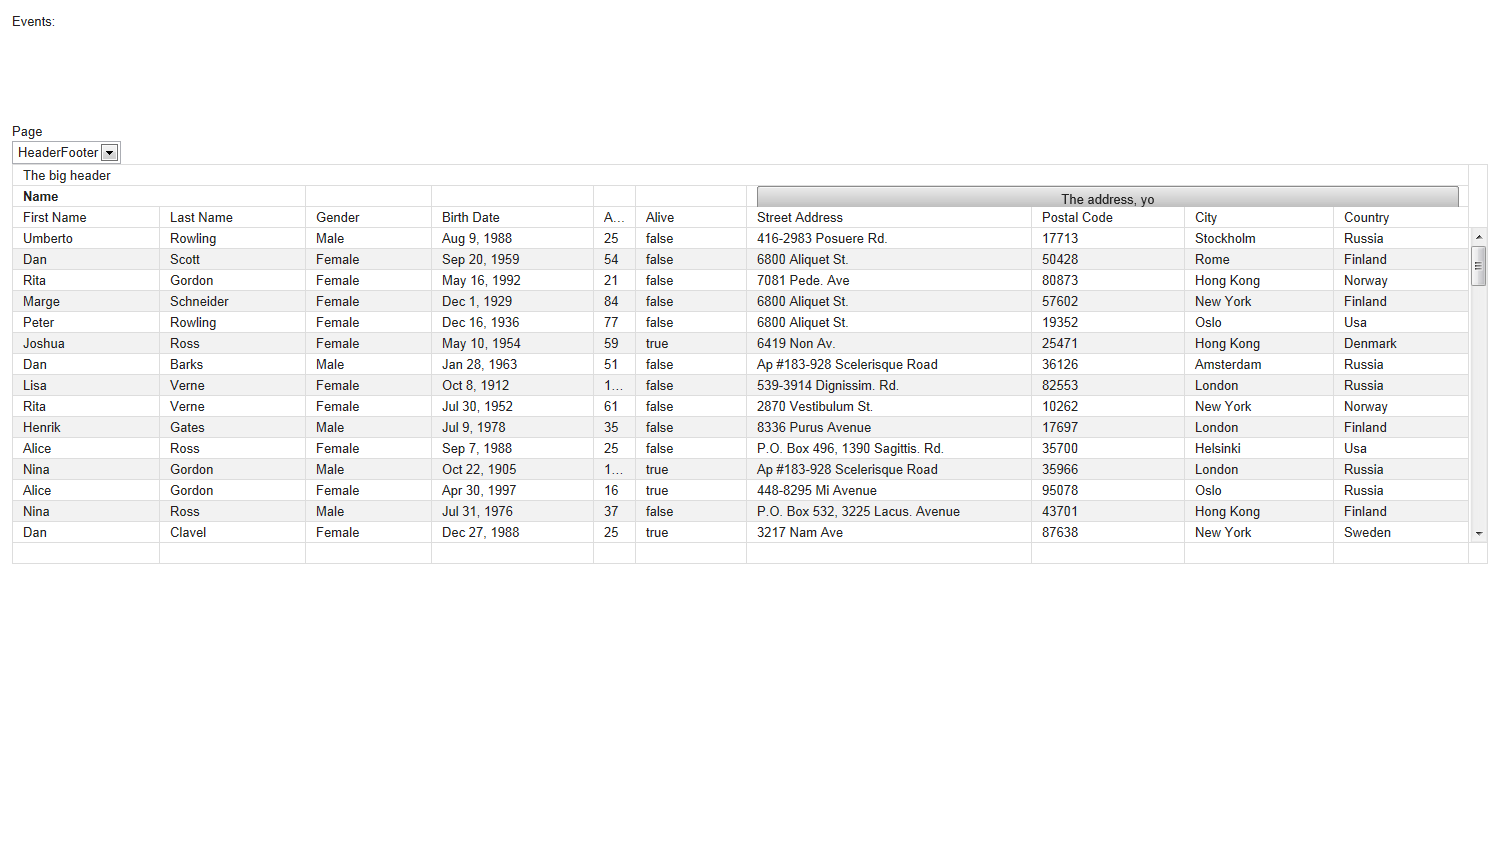 Events:
Page
HeaderFooter
The big header
Name The address, yo
First Name Last Name Gender Birth Date A... Alive Street Address Postal Code City Country
Umberto Rowling Male Aug 9, 1988 25 false 416-2983 Posuere Rd. 17713 Stockholm Russia
Dan Scott Female Sep 20, 1959 54 false 6800 Aliquet St. 50428 Rome Finland
Rita Gordon Female May 16, 1992 21 false 7081 Pede. Ave 80873 Hong Kong Norway
Marge Schneider Female Dec 1, 1929 84 false 6800 Aliquet St. 57602 New York Finland
Peter Rowling Female Dec 16, 1936 77 false 6800 Aliquet St. 19352 Oslo Usa
Joshua Ross Female May 10, 1954 59 true 6419 Non Av. 25471 Hong Kong Denmark
Dan Barks Male Jan 28, 1963 51 false Ap #183-928 Scelerisque Road 36126 Amsterdam Russia
Lisa Verne Female Oct 8, 1912 1... false 539-3914 Dignissim. Rd. 82553 London Russia
Rita Verne Female Jul 30, 1952 61 false 2870 Vestibulum St. 10262 New York Norway
Henrik Gates Male Jul 9, 1978 35 false 8336 Purus Avenue 17697 London Finland
Alice Ross Female Sep 7, 1988 25 false P.O. Box 496, 1390 Sagittis. Rd. 35700 Helsinki Usa
Nina Gordon Male Oct 22, 1905 1... true Ap #183-928 Scelerisque Road 35966 London Russia
Alice Gordon Female Apr 30, 1997 16 true 448-8295 Mi Avenue 95078 Oslo Russia
Nina Ross Male Jul 31, 1976 37 false P.O. Box 532, 3225 Lacus. Avenue 43701 Hong Kong Finland
Dan Clavel Female Dec 27, 1988 25 true 3217 Nam Ave 87638 New York Sweden